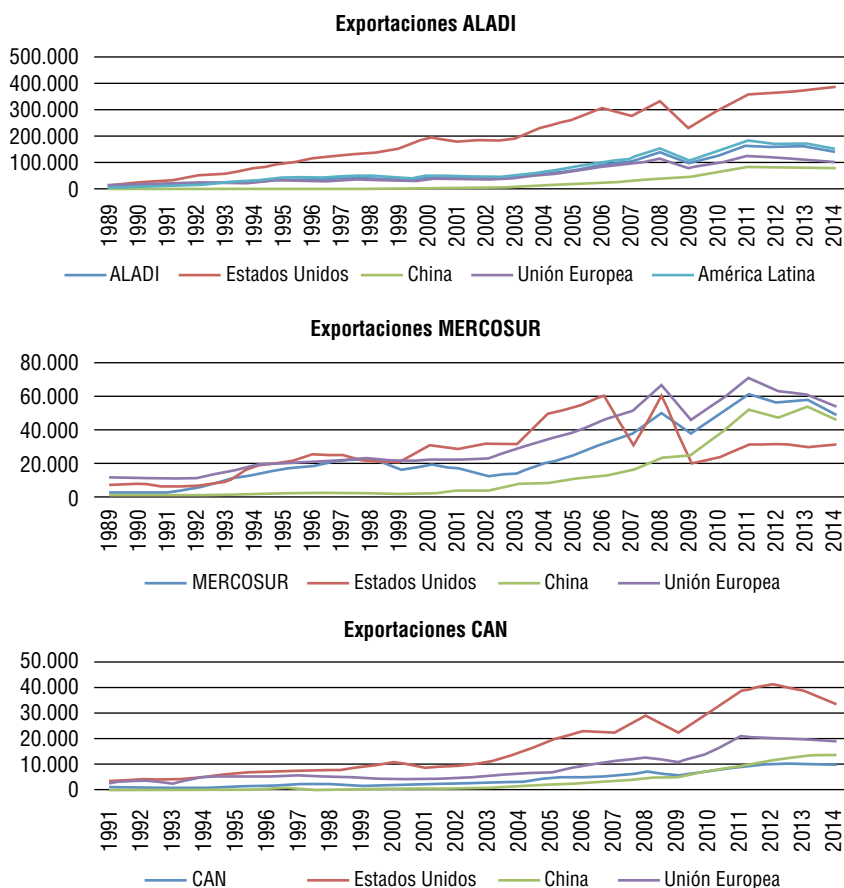 Exportaciones ALADI
500.000
400.000
300.000
200.000
100.000
0
1989 1990 1991 1992 1993 1994 1995 1996 1997 1998 1999 2000 2001 2002 2003 2004 2005 2006 2007 2008 2009 2010 2011 2012 2013 2014
ALADI Estados Unidos China Unión Europea América Latina
Exportaciones MERCOSUR
80.000
60.000
40.000
20.000
0
1989 1990 1991 1992 1993 1994 1995 1996 1997 1998 1999 2000 2001 2002 2003 2004 2005 2006 2007 2008 2009 2010 2011 2012 2013 2014
MERCOSUR Estados Unidos China Unión Europea
Exportaciones CAN
50.000
40.000
30.000
20.000
10.000
0
1991 1992 1993 1994 1995 1996 1997 1998 1999 2000 2001 2002 2003 2004 2005 2006 2007 2008 2009 2010 2011 2012 2013 2014
CAN Estados Unidos China Unión Europea